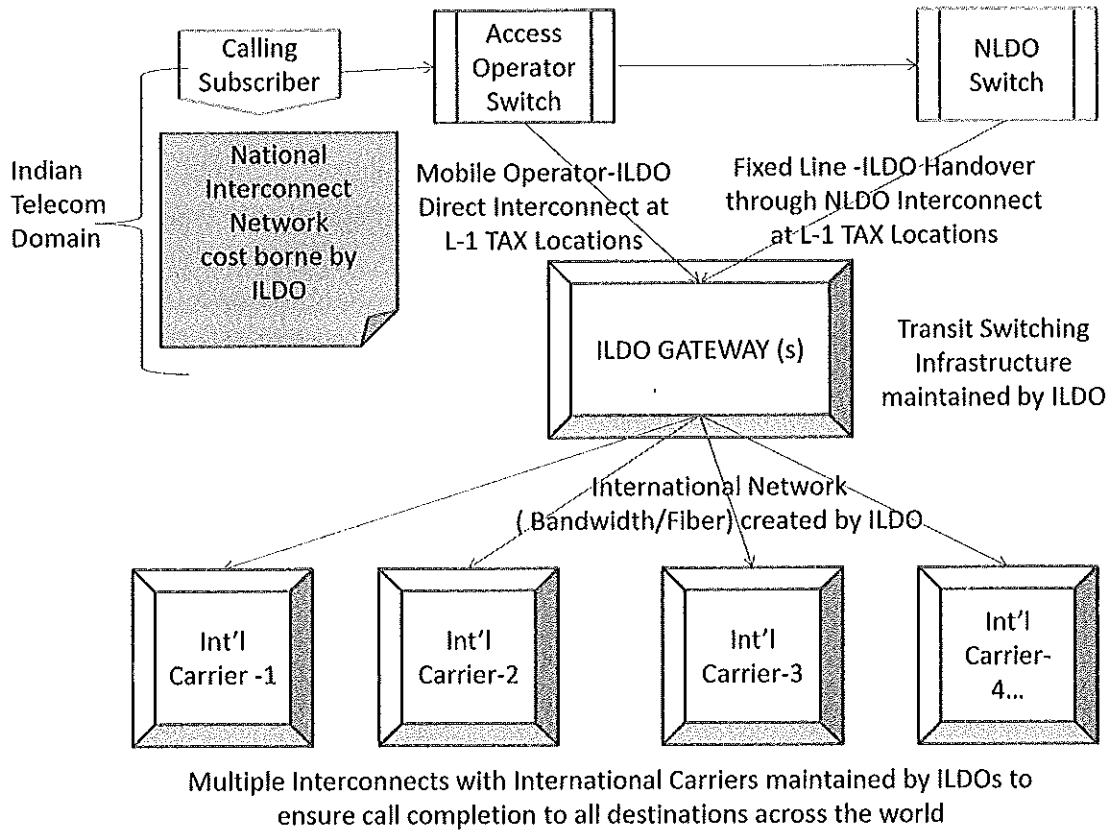 Calling
Subscriber
Access
Operator
Switch
NLDO
Switch
Indian
Telecom
Domain
National
Interconnect
Network
cost borne by
ILDO
Mobile Operator-ILDO
Direct Interconnect at
L-1 TAX Locations
Fixed Line -ILDO Handover
through NLDO Interconnect
at L-1 TAX Locations
ILDO GATEWAY (s)
Transit Switching
Infrastructure
maintained by ILDO
International Network
( Bandwidth/Fiber) created by ILDO
Int'l
Carrier -1
Int'l
Carrier-2
Int'l
Carrier-3
Int'l
Carrier-
4...
Multiple Interconnects with International Carriers maintained by ILDOs to
ensure call completion to all destinations across the world